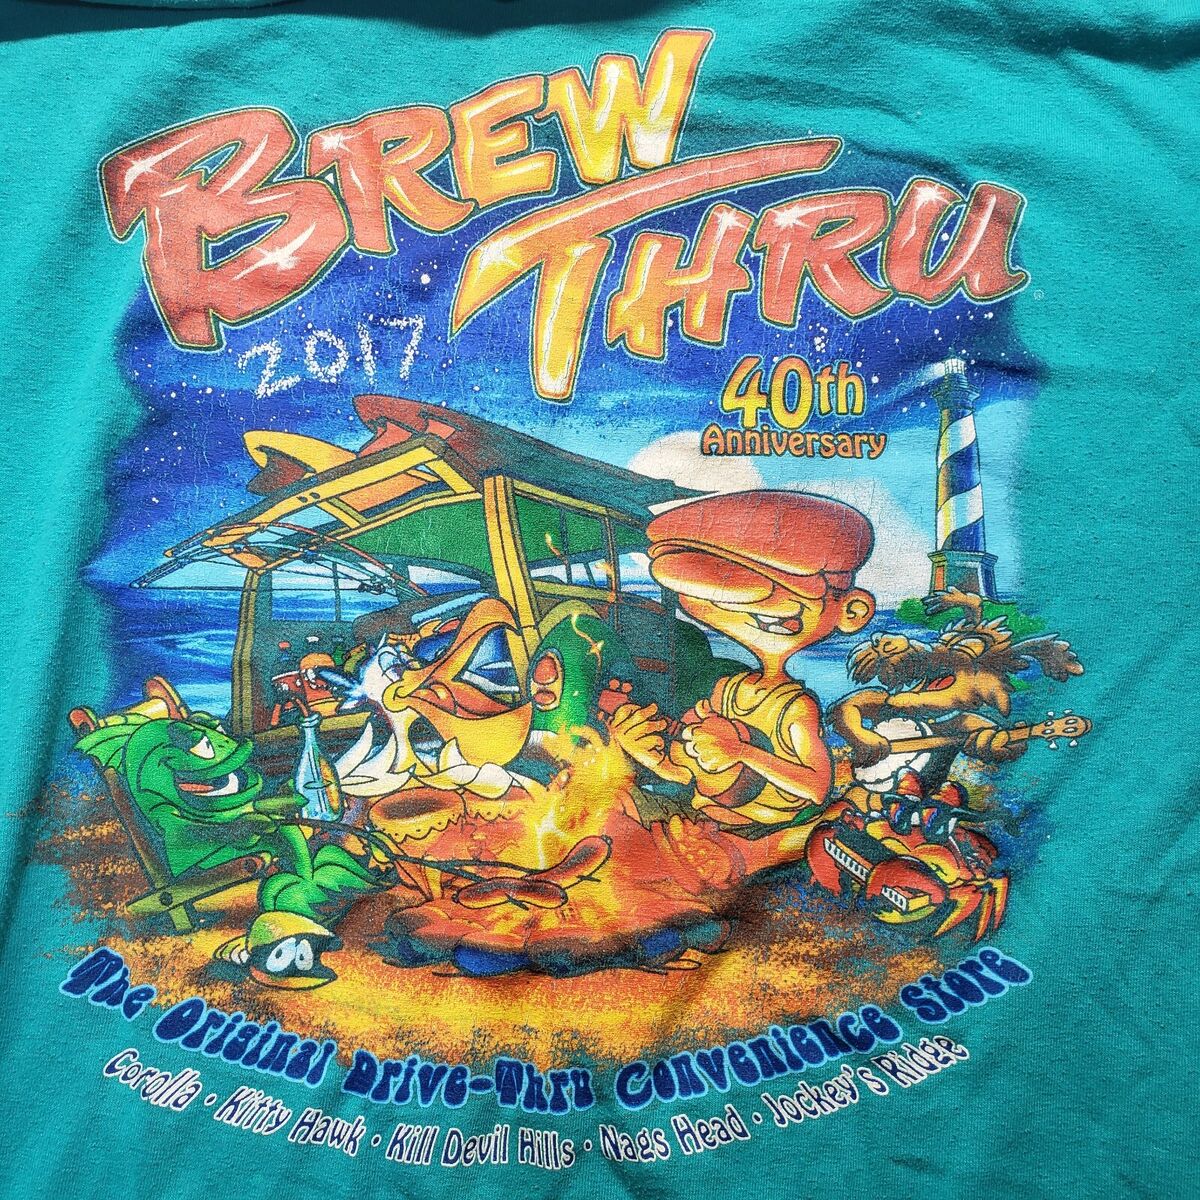 BREW
THRU
®
2017
40th
Anniversary
The Original Drive-Thru Convenience Store
Corolla • Kitty Hawk • Kill Devil Hills • Nags Head • Jockey's Ridge